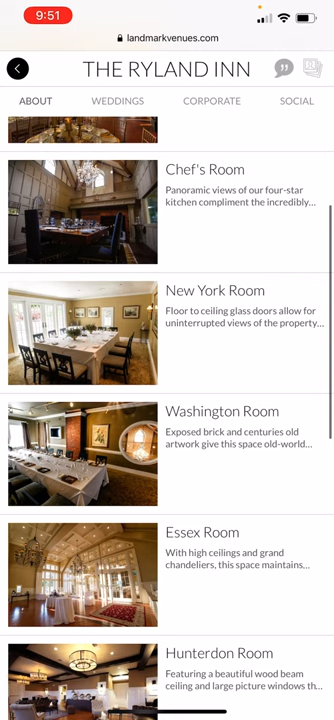 9:51
landmarkvenues.com
THE RYLAND INN
ABOUT
WEDDINGS
CORPORATE
SOCIAL
Chef's Room
Panoramic views of our four-star
kitchen compliment the incredibly...
New York Room
Floor to ceiling glass doors allow for
uninterrupted views of the property...
Washington Room
Exposed brick and centuries old
artwork give this space old-world...
Essex Room
With high ceilings and grand
chandeliers, this space maintains...
Hunterdon Room
Featuring a beautiful wood beam
ceiling and large picture windows th...